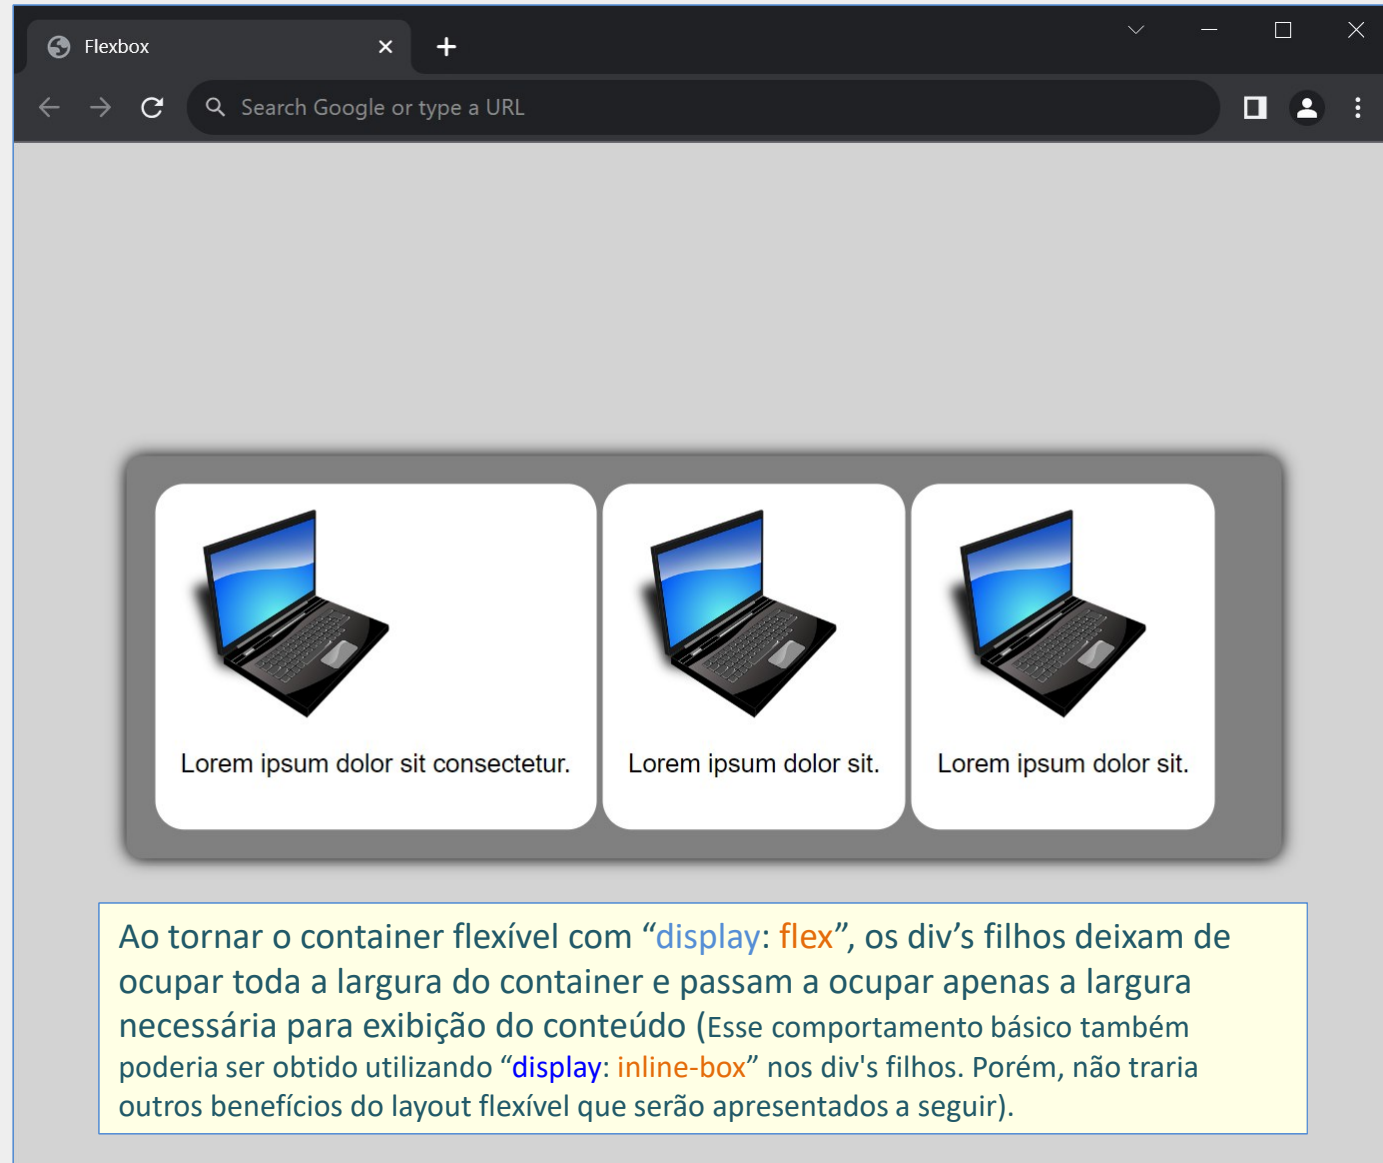 Flexbox
Search Google or type a URL
Lorem ipsum dolor sit consectetur.
Lorem ipsum dolor sit.
Lorem ipsum dolor sit.
Ao tornar o container flexível com “display: flex”, os div’s filhos deixam de
ocupar toda a largura do container e passam a ocupar apenas a largura
necessária para exibição do conteúdo (Esse comportamento básico também
poderia ser obtido utilizando “display: inline-box” nos div's filhos. Porém, não traria
outros benefícios do layout flexível que serão apresentados a seguir).